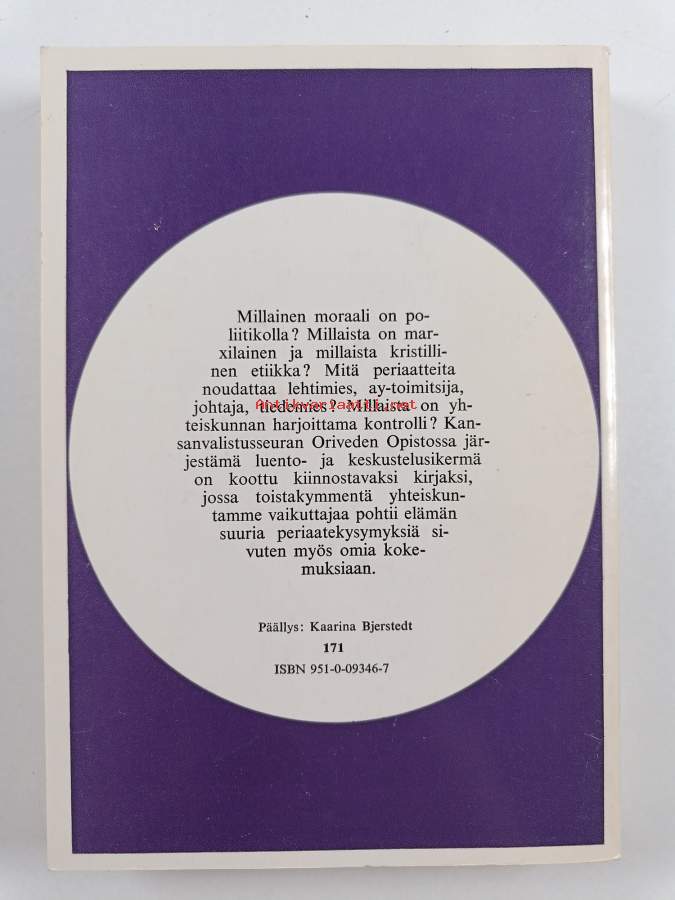 Millainen moraali on po-
liitikolla? Millaista on mar-
xilainen ja millaista kristilli-
nen etiikka? Mitä periaatteita
noudattaa lehtimies, ay-toimitsija,
johtaja, tiedemies? Millaista on yh-
Antikvariaatti.net
teiskunnan harjoittama kontrolli? Kan-
sanvalistusseuran Oriveden Opistossa jär-
jestämä luento- ja keskustelusikermä
on koottu kiinnostavaksi kirjaksi,
jossa toistakymmentä yhteiskun-
tamme vaikuttajaa pohtii elämän
suuria periaatekysymyksiä si-
vuten myös omia koke-
muksiaan.
Päällys: Kaarina Bjerstedt
171
ISBN 951-0-09346-7